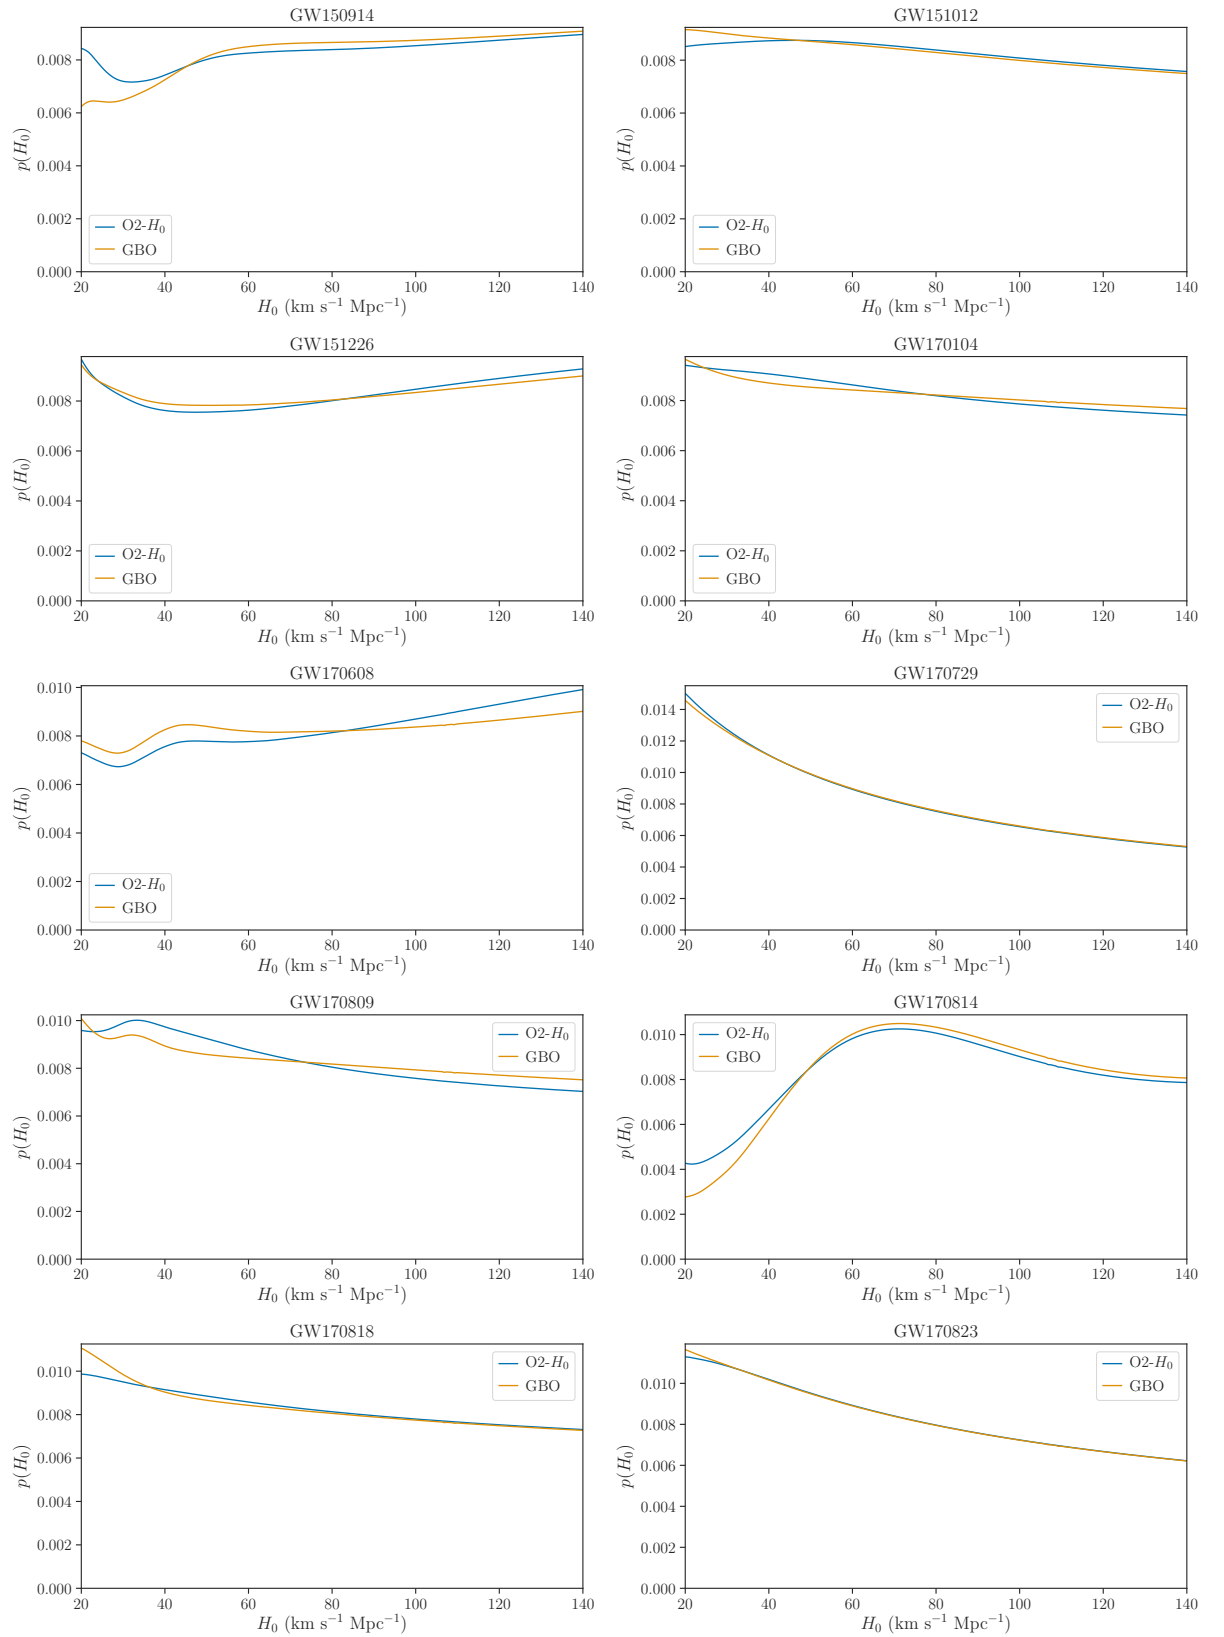 GW150914
0.008
0.006
0.004
0.002
0.000
p(H₀)
O2-H₀
GBO
20 40 60 80 100 120 140
H₀ (km s⁻¹ Mpc⁻¹)
GW151012
0.008
0.006
0.004
0.002
0.000
p(H₀)
O2-H₀
GBO
20 40 60 80 100 120 140
H₀ (km s⁻¹ Mpc⁻¹)
GW151226
0.008
0.006
0.004
0.002
0.000
p(H₀)
O2-H₀
GBO
20 40 60 80 100 120 140
H₀ (km s⁻¹ Mpc⁻¹)
GW170104
0.008
0.006
0.004
0.002
0.000
p(H₀)
O2-H₀
GBO
20 40 60 80 100 120 140
H₀ (km s⁻¹ Mpc⁻¹)
GW170608
0.010
0.008
0.006
0.004
0.002
0.000
p(H₀)
O2-H₀
GBO
20 40 60 80 100 120 140
H₀ (km s⁻¹ Mpc⁻¹)
GW170729
0.014
0.012
0.010
0.008
0.006
0.004
0.002
0.000
p(H₀)
O2-H₀
GBO
20 40 60 80 100 120 140
H₀ (km s⁻¹ Mpc⁻¹)
GW170809
0.010
0.008
0.006
0.004
0.002
0.000
p(H₀)
O2-H₀
GBO
20 40 60 80 100 120 140
H₀ (km s⁻¹ Mpc⁻¹)
GW170814
0.010
0.008
0.006
0.004
0.002
0.000
p(H₀)
O2-H₀
GBO
20 40 60 80 100 120 140
H₀ (km s⁻¹ Mpc⁻¹)
GW170818
0.010
0.008
0.006
0.004
0.002
0.000
p(H₀)
O2-H₀
GBO
20 40 60 80 100 120 140
H₀ (km s⁻¹ Mpc⁻¹)
GW170823
0.010
0.008
0.006
0.004
0.002
0.000
p(H₀)
O2-H₀
GBO
20 40 60 80 100 120 140
H₀ (km s⁻¹ Mpc⁻¹)